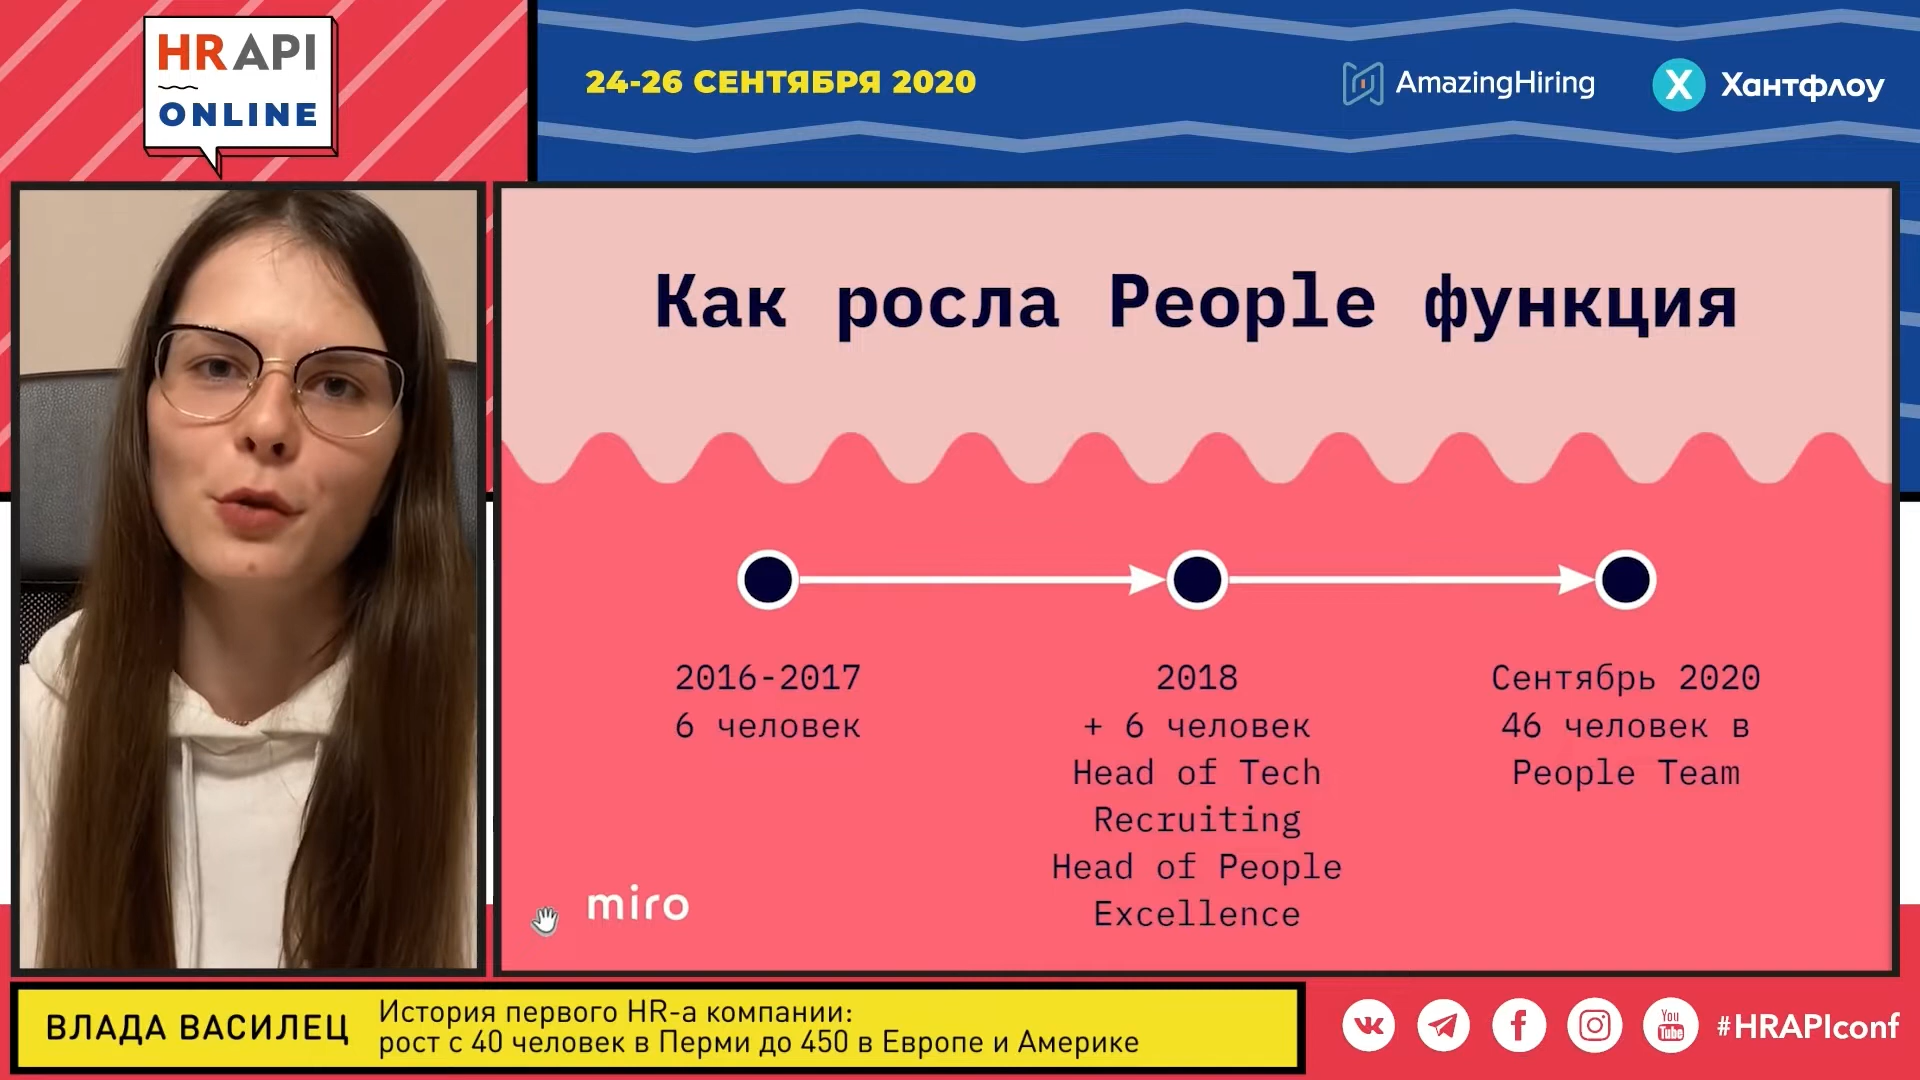 HR API
ONLINE
24-26 СЕНТЯБРЯ 2020
AmazingHiring
X Хантфлоу
Как росла People функция
2016-2017
6 человек
2018
+ 6 человек
Head of Tech
Recruiting
Head of People
Excellence
Сентябрь 2020
46 человек в
People Team
miro
ВЛАДА ВАСИЛЕЦ
История первого HR-а компании:
рост с 40 человек в Перми до 450 в Европе и Америке
You
Tube
#HRAPIconf